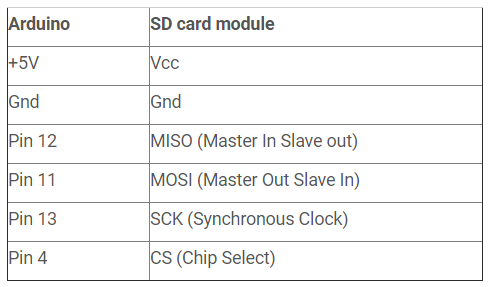 Arduino SD card module
+5V Vcc
Gnd Gnd
Pin 12 MISO (Master In Slave out)
Pin 11 MOSI (Master Out Slave In)
Pin 13 SCK (Synchronous Clock)
Pin 4 CS (Chip Select)